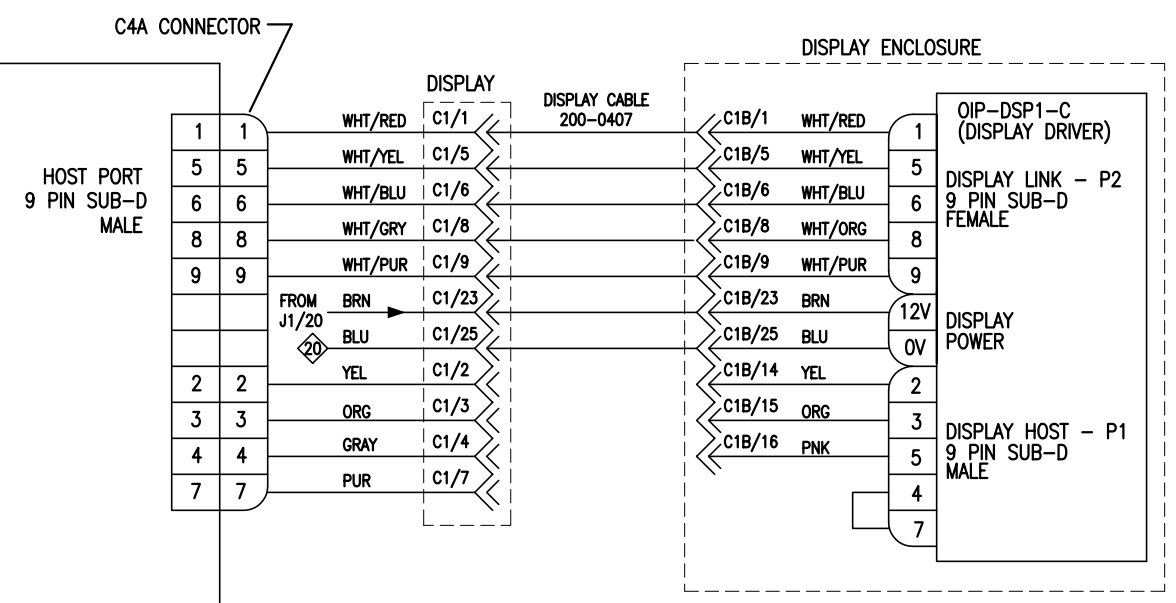 C4A CONNECTOR
DISPLAY ENCLOSURE
DISPLAY
DISPLAY CABLE
200-0407
OIP-DSP1-C
(DISPLAY DRIVER)
HOST PORT
9 PIN SUB-D
MALE
1 1 WHT/RED C1/1 C1B/1 WHT/RED 1
5 5 WHT/YEL C1/5 C1B/5 WHT/YEL 5
6 6 WHT/BLU C1/6 C1B/6 WHT/BLU 6
8 8 WHT/GRY C1/8 C1B/8 WHT/ORG 8
9 9 WHT/PUR C1/9 C1B/9 WHT/PUR 9
DISPLAY LINK - P2
9 PIN SUB-D
FEMALE
FROM
J1/20
BRN C1/23 C1B/23 BRN 12V
20 BLU C1/25 C1B/25 BLU 0V
DISPLAY
POWER
2 2 YEL C1/2 C1B/14 YEL 2
3 3 ORG C1/3 C1B/15 ORG 3
4 4 GRAY C1/4 C1B/16 PNK 5
7 7 PUR C1/7 4
7
DISPLAY HOST - P1
9 PIN SUB-D
MALE